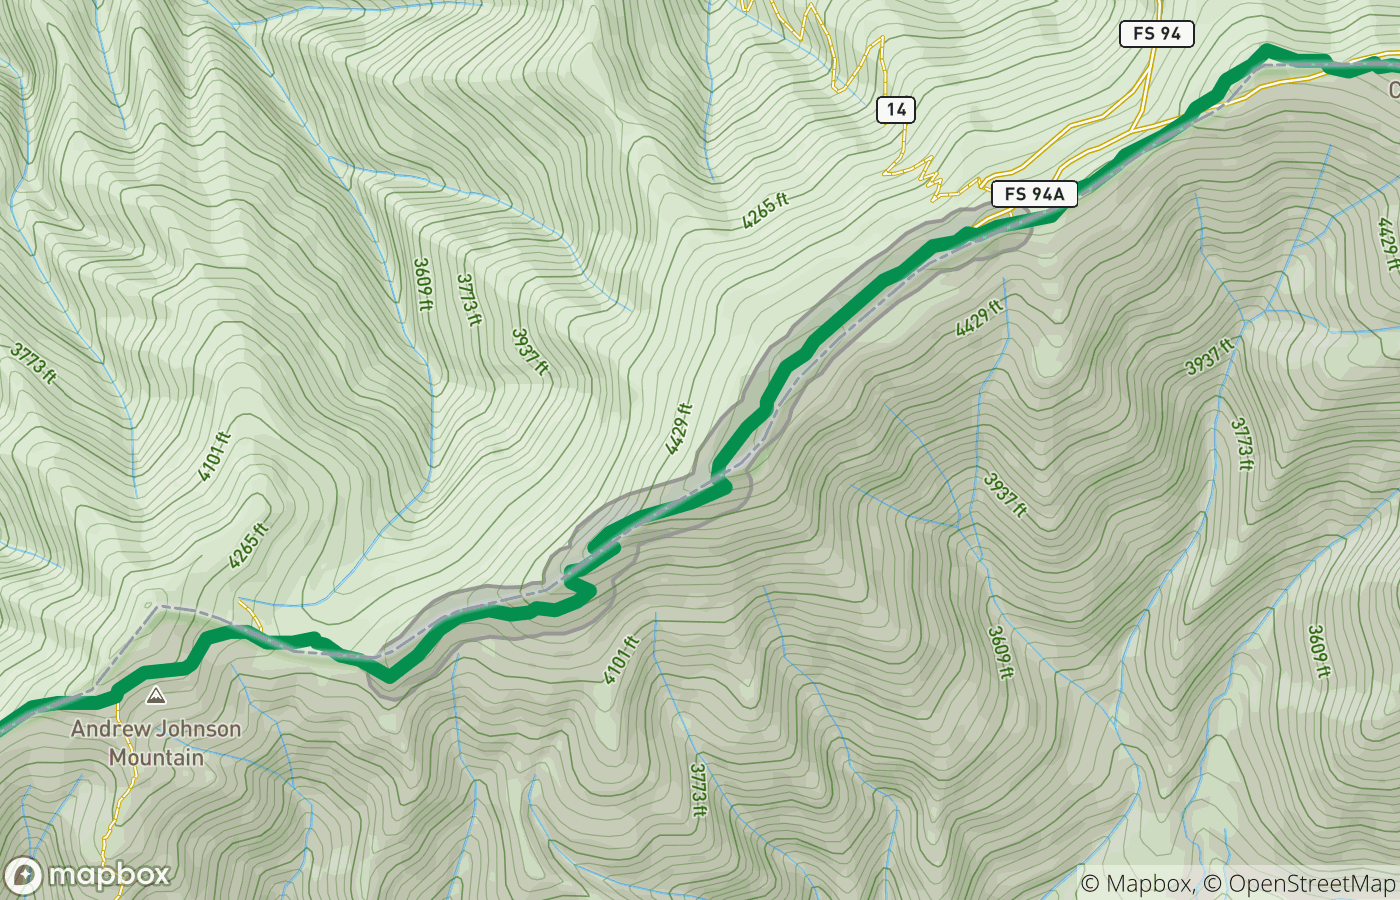 FS 94
C
14
FS 94A
4265 ft
4429 ft
3609 ft
3773 ft
4429 ft
3937 ft
3937 ft
3773 ft
4429 ft
4101 ft
3773 ft
3937 ft
4265 ft
4101 ft
3609 ft
3609 ft
Andrew Johnson
Mountain
3773 ft
mapbox
© Mapbox, © OpenStreetMap